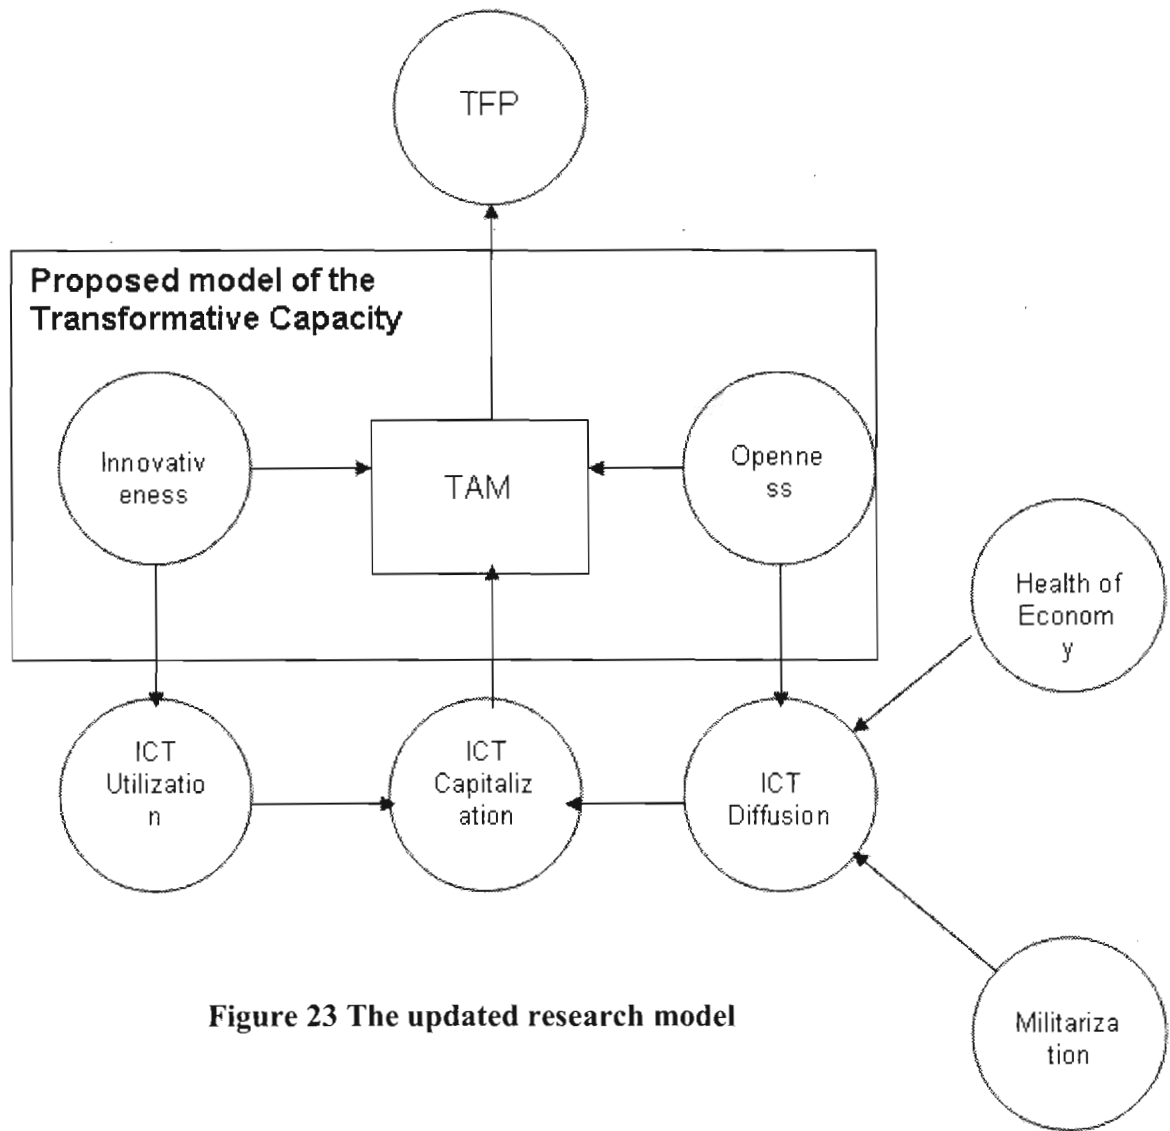 TFP
Proposed model of the
Transformative Capacity
Innovativ
eness
TAM
Openne
ss
Health of
Econom
y
ICT
Utilizatio
n
ICT
Capitaliz
ation
ICT
Diffusion
Militariza
tion
Figure 23 The updated research model